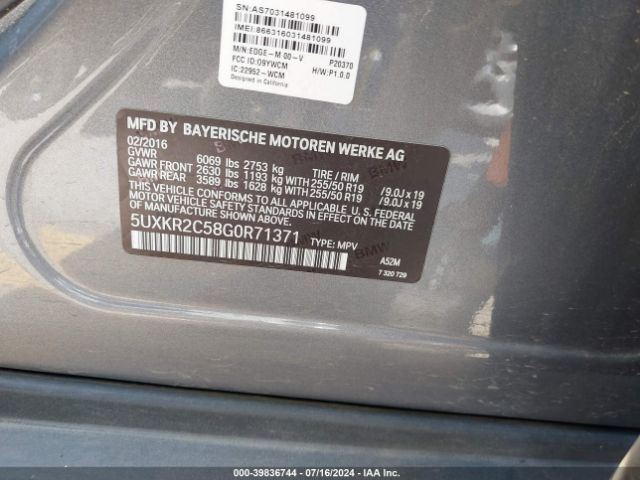 SN:AS7031481099
IMEI:866316031481099
M/N:EDGE-M 00-V P20370
FCC ID:O9YWCM H/W:P1.0.0
IC:22952-WCM
Designed in California
MFD BY BAYERISCHE MOTOREN WERKE AG
02/2016
GVWR 6069 lbs 2753 kg TIRE / RIM
GAWR FRONT 2630 lbs 1193 kg WITH 255/50 R19 /9.0J x 19
GAWR REAR 3589 lbs 1628 kg WITH 255/50 R19 /9.0J x 19
THIS VEHICLE CONFORMS TO ALL APPLICABLE U.S. FEDERAL
MOTOR VEHICLE SAFETY STANDARDS IN EFFECT ON THE DATE
OF MANUFACTURE SHOWN ABOVE.
5UXKR2C58G0R71371 TYPE: MPV
A52M
7 320 729
000-39836744 / 07/16/2024 / IAAI.COM